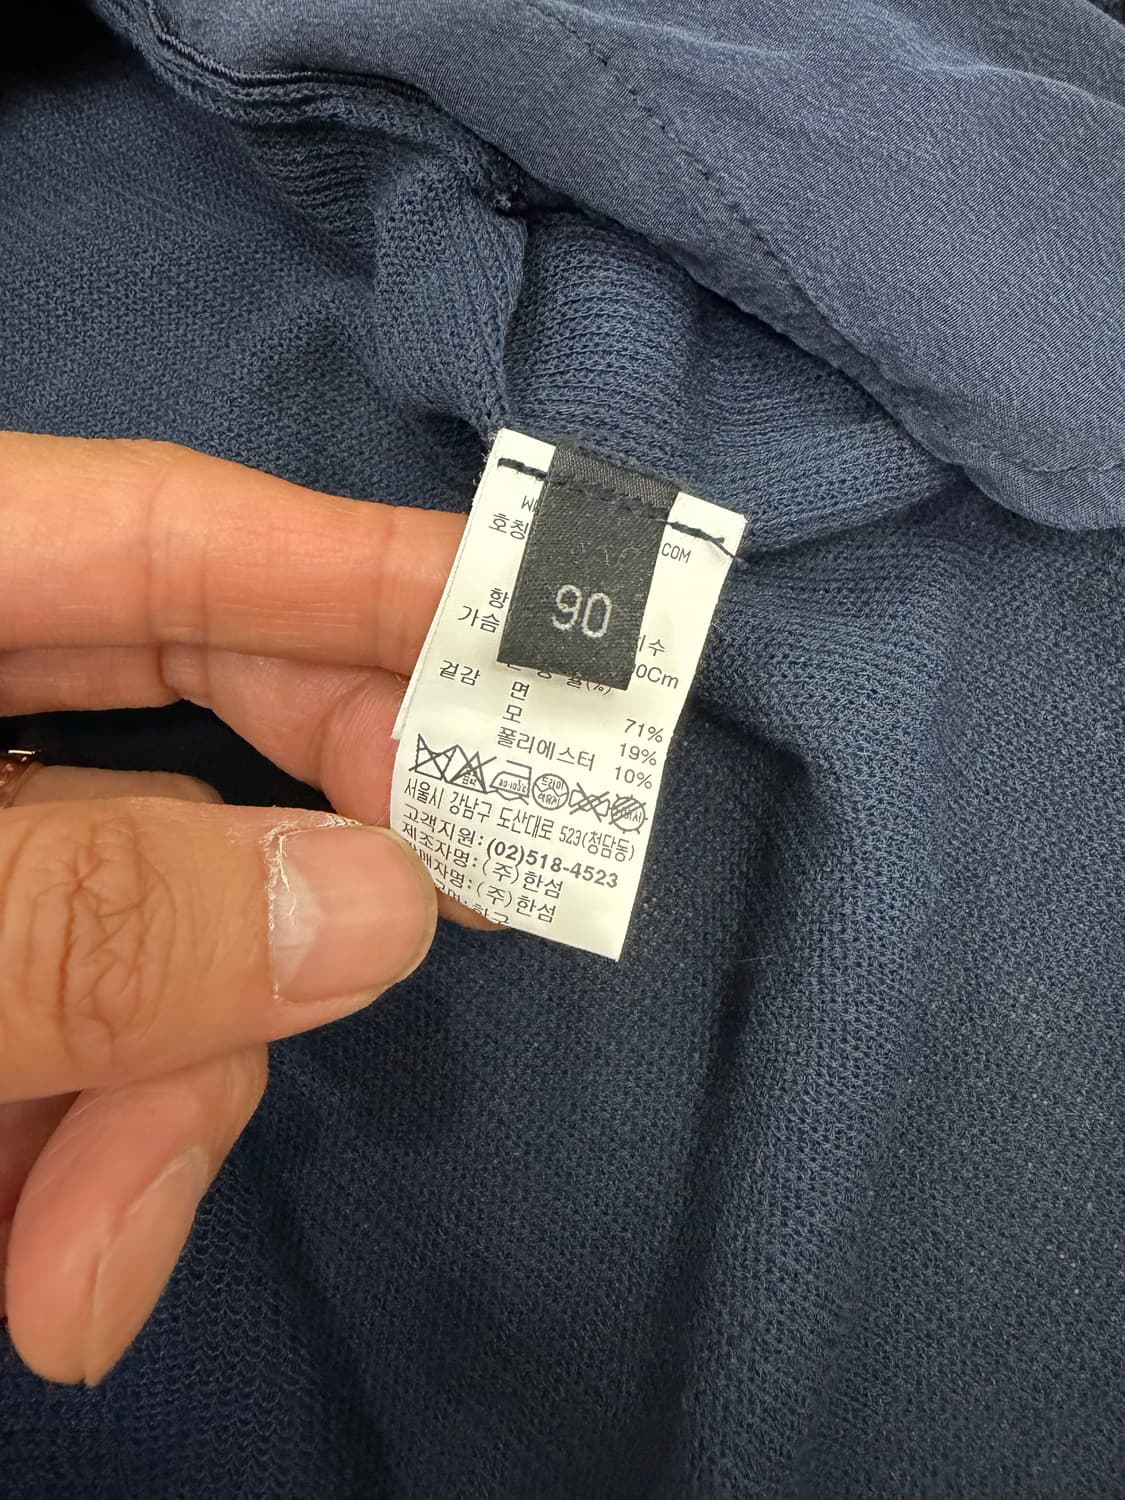 호칭
COM
90
항
치수
가슴
0Cm
겉감 면 71%
모 19%
폴리에스터 10%
서울시 강남구 도산대로 523(청담동)
고객지원:(02)518-4523
제조자명:(주)한섬
판매자명:(주)한섬